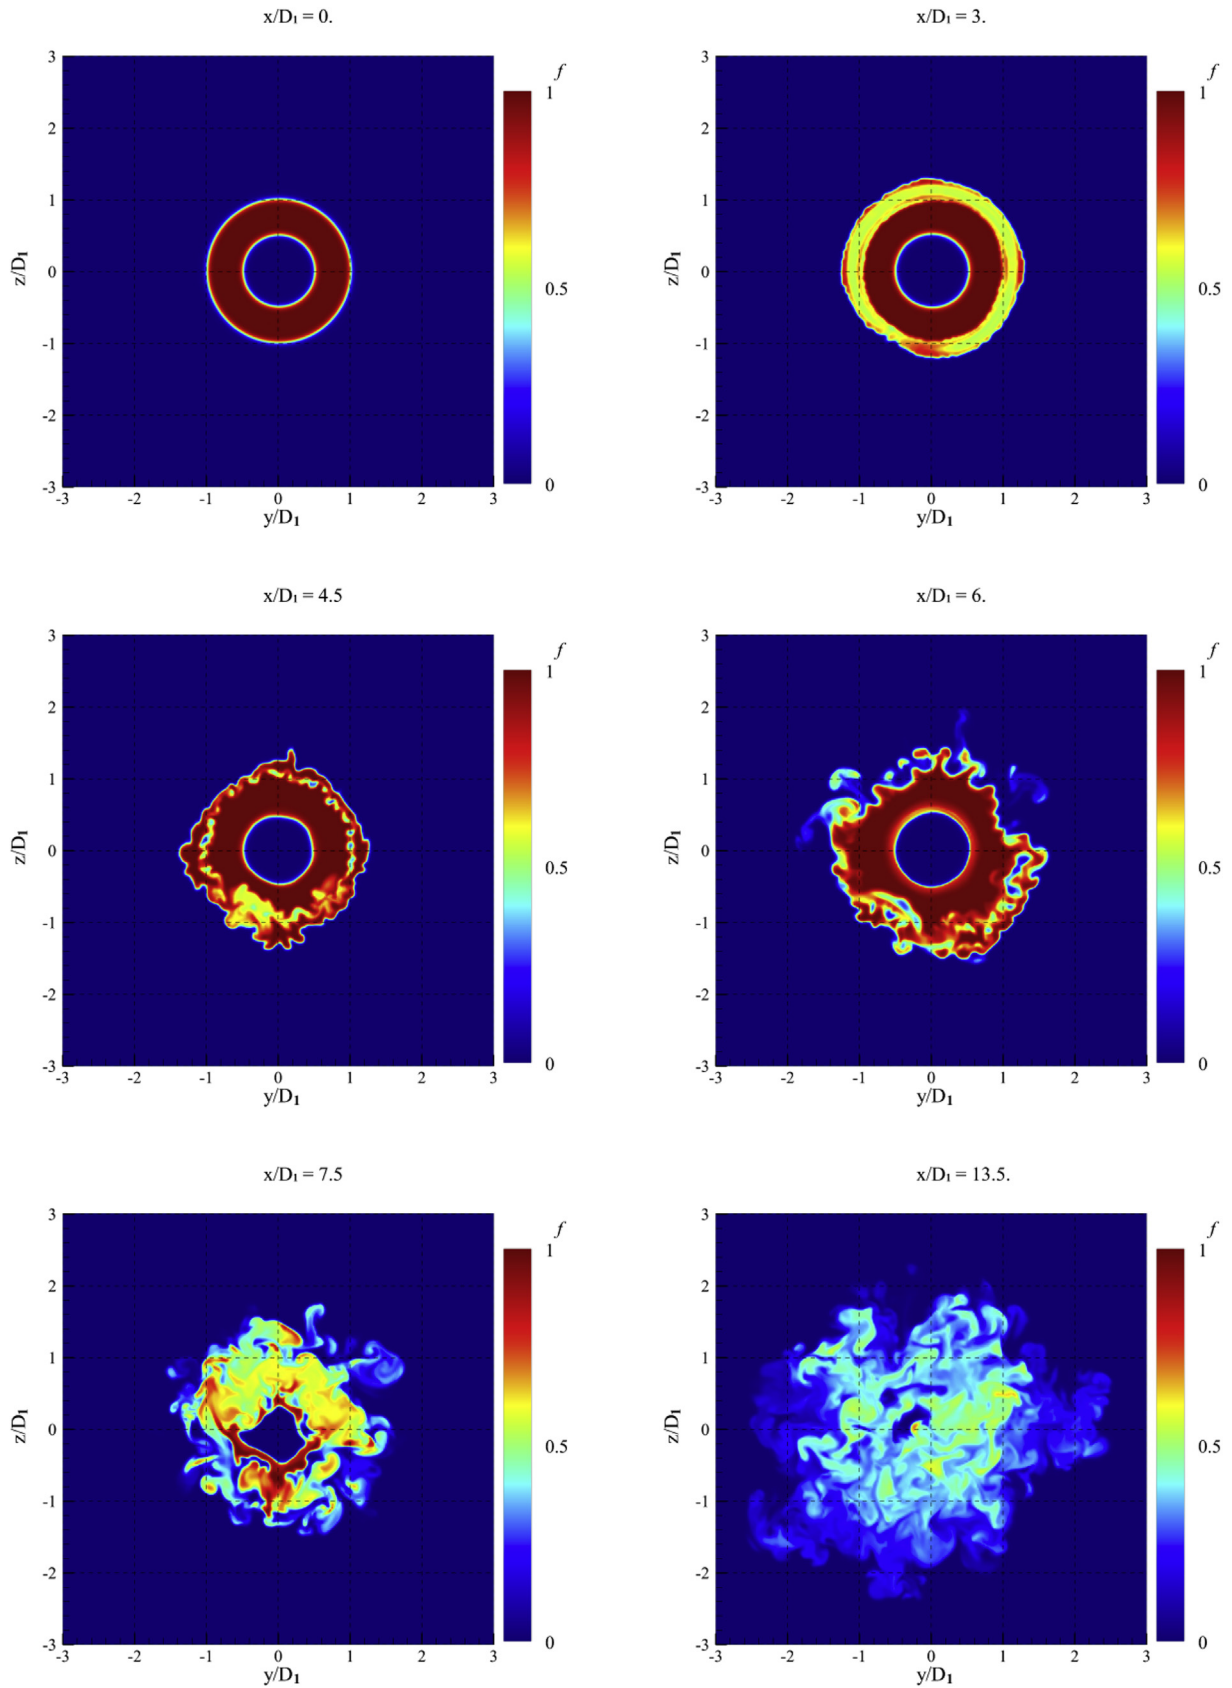 x/D₁ = 0.
x/D₁ = 3.
f
1
0.5
0
3
2
1
0
-1
-2
-3
z/D₁
-3 -2 -1 0 1 2 3
y/D₁
f
1
0.5
0
3
2
1
0
-1
-2
-3
z/D₁
-3 -2 -1 0 1 2 3
y/D₁
x/D₁ = 4.5
x/D₁ = 6.
f
1
0.5
0
3
2
1
0
-1
-2
-3
z/D₁
-3 -2 -1 0 1 2 3
y/D₁
f
1
0.5
0
3
2
1
0
-1
-2
-3
z/D₁
-3 -2 -1 0 1 2 3
y/D₁
x/D₁ = 7.5
x/D₁ = 13.5.
f
1
0.5
0
3
2
1
0
-1
-2
-3
z/D₁
-3 -2 -1 0 1 2 3
y/D₁
f
1
0.5
0
3
2
1
0
-1
-2
-3
z/D₁
-3 -2 -1 0 1 2 3
y/D₁